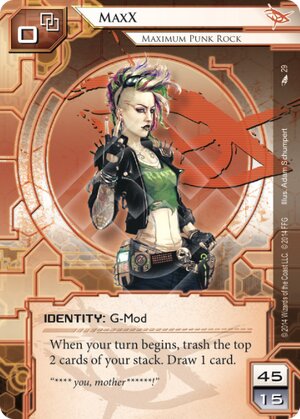 0
MaxX
Maximum Punk Rock
29
Illus. Adam Schumpert
© 2014 Wizards of the Coast LLC. © 2014 FFG
IDENTITY: G-Mod
When your turn begins, trash the top
2 cards of your stack. Draw 1 card.
“**** you, mother******!”
45
15